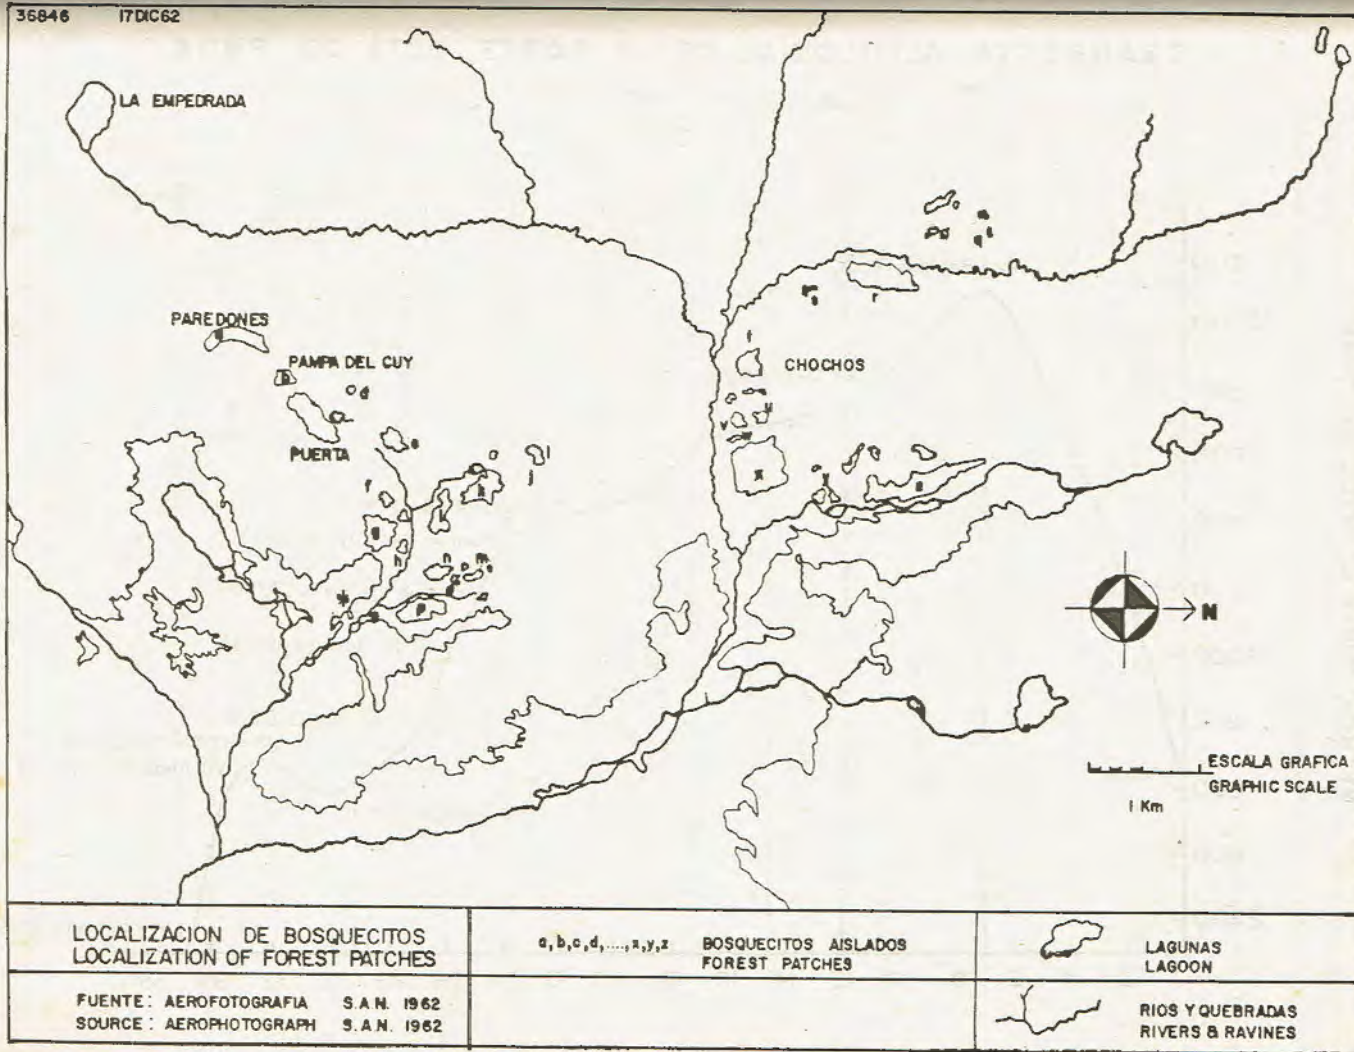 36846 17DIC62
LA EMPEDRADA
PAREDONES
PAMPA DEL CUY
b
d
c
PUERTA
e
f
g
h
i
j
l
k
n
m
p
r
s
t
CHOCHOS
u
v
w
x
y
z
N
ESCALA GRAFICA
GRAPHIC SCALE
1 Km
LOCALIZACION DE BOSQUECITOS
LOCALIZATION OF FOREST PATCHES
a,b,c,d,....,x,y,z BOSQUECITOS AISLADOS
FOREST PATCHES
LAGUNAS
LAGOON
FUENTE: AEROFOTOGRAFIA S.A.N. 1962
SOURCE: AEROPHOTOGRAPH S.A.N. 1962
RIOS Y QUEBRADAS
RIVERS & RAVINES